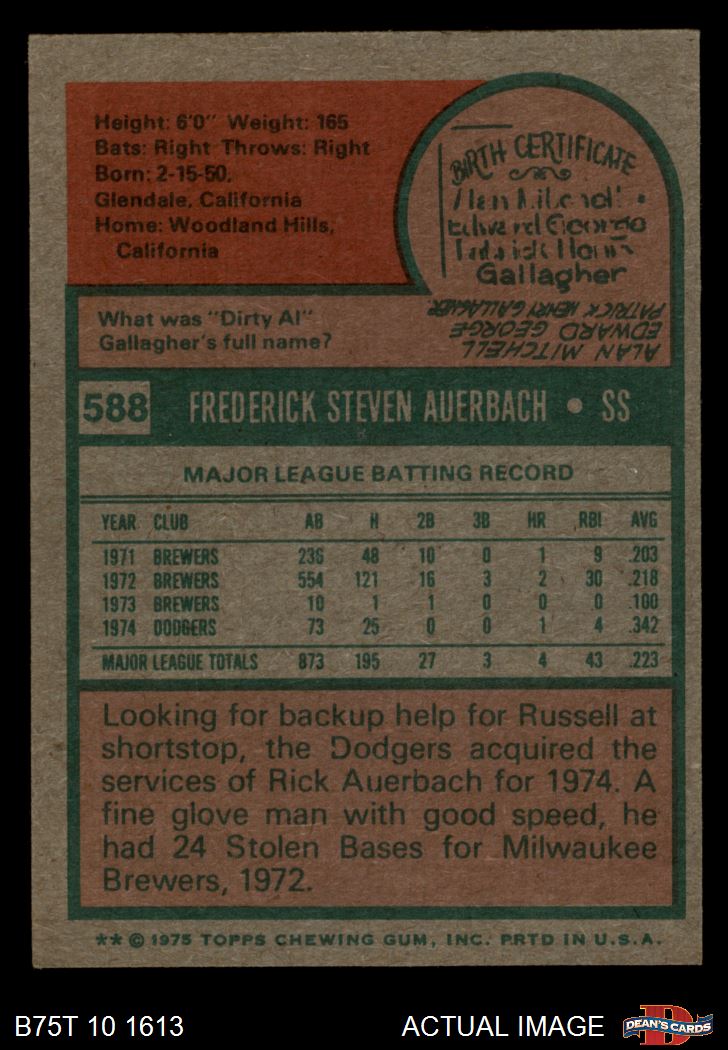 Height: 6'0" Weight: 165
Bats: Right Throws: Right
Born: 2-15-50,
Glendale, California
Home: Woodland Hills,
California
BIRTH CERTIFICATE
Gallagher
What was "Dirty Al"
Gallagher's full name?
ALAN MITCHELL
EDWARD GEORGE
PATRICK HENRY GALLAGHER.
588 FREDERICK STEVEN AUERBACH • SS
MAJOR LEAGUE BATTING RECORD
YEAR CLUB AB H 2B 3B HR RBI AVG
1971 BREWERS 236 48 10 0 1 9 .203
1972 BREWERS 554 121 16 3 2 30 .218
1973 BREWERS 10 1 1 0 0 0 .100
1974 DODGERS 73 25 0 0 1 4 .342
MAJOR LEAGUE TOTALS 873 195 27 3 4 43 .223
Looking for backup help for Russell at
shortstop, the Dodgers acquired the
services of Rick Auerbach for 1974. A
fine glove man with good speed, he
had 24 Stolen Bases for Milwaukee
Brewers, 1972.
** © 1975 TOPPS CHEWING GUM, INC. PRTD IN U.S.A.
B75T 10 1613 ACTUAL IMAGE
D
DEAN'S CARDS